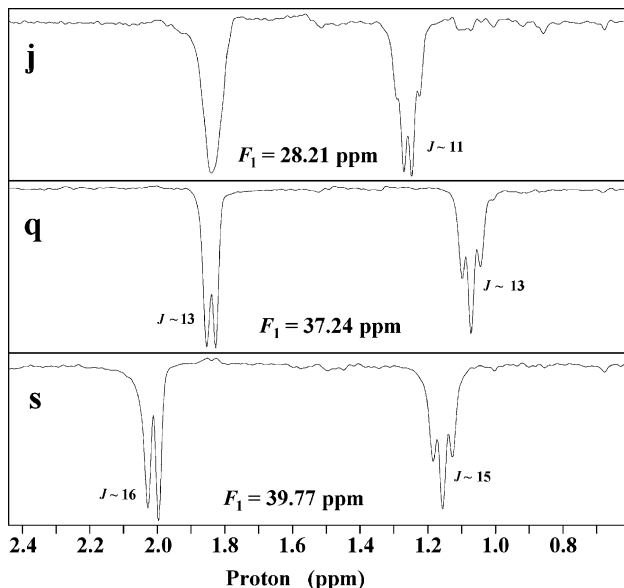 j
F1 = 28.21 ppm
J ~ 11
q
J ~ 13
F1 = 37.24 ppm
J ~ 13
s
J ~ 16
F1 = 39.77 ppm
J ~ 15
2.4 2.2 2.0 1.8 1.6 1.4 1.2 1.0 0.8
Proton (ppm)